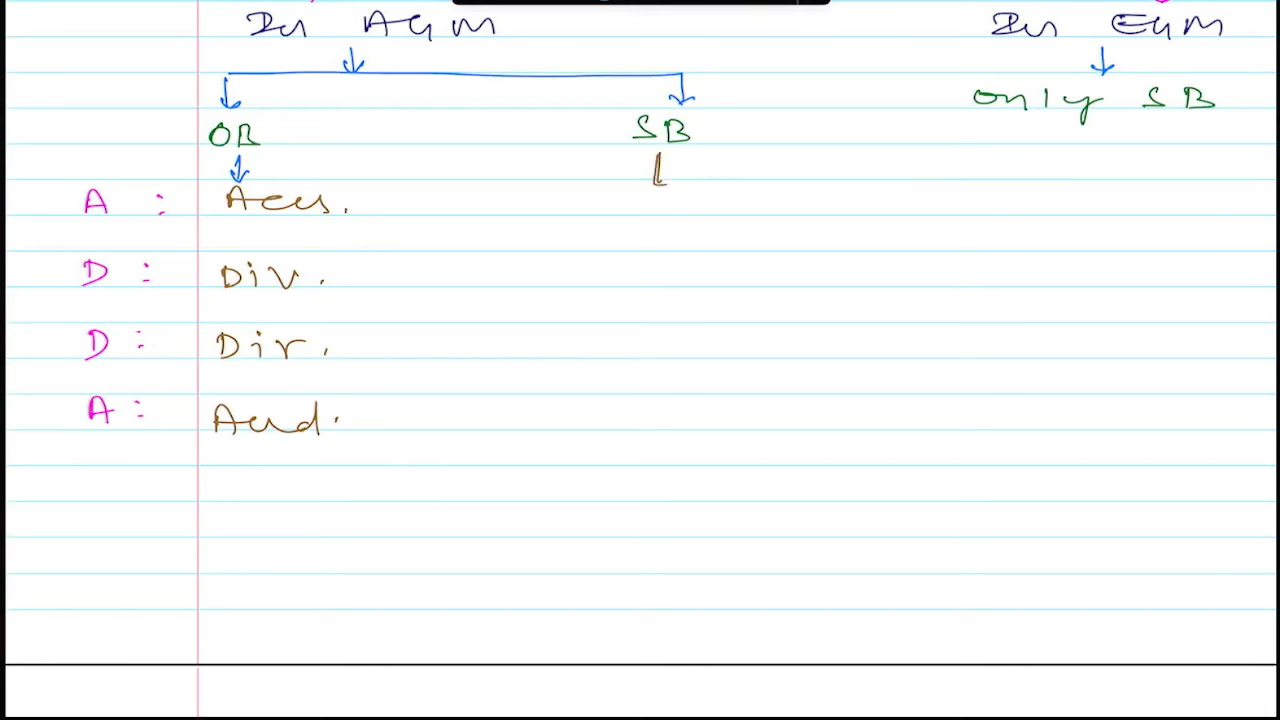 In AGM In EGM
OB SB only SB
A : Accs.
D : Div.
D : Dir.
A : Aud.